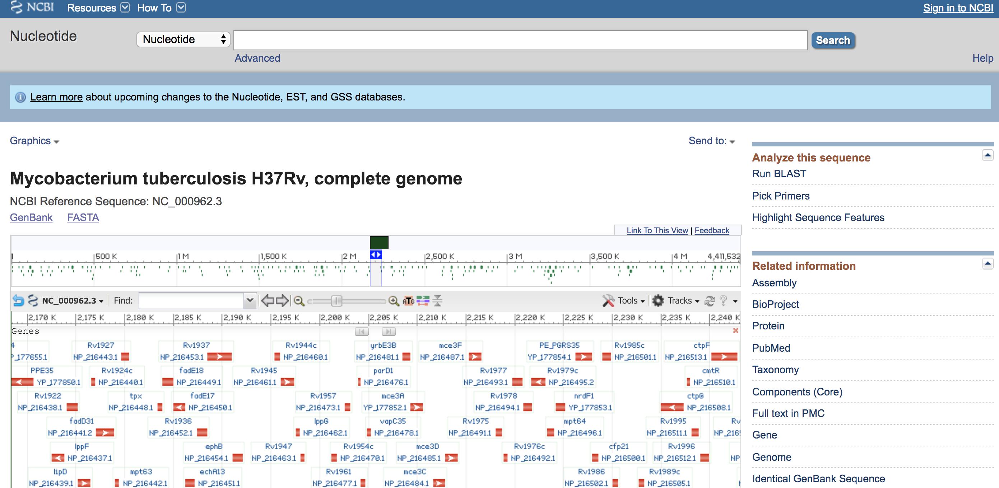 NCBI Resources How To Sign in to NCBI
Nucleotide Nucleotide Search
Advanced Help
Learn more about upcoming changes to the Nucleotide, EST, and GSS databases.
Graphics Send to:
Mycobacterium tuberculosis H37Rv, complete genome
NCBI Reference Sequence: NC_000962.3
GenBank FASTA
Link To This View | Feedback
1 500 K 1 M 1,500 K 2 M 2,500 K 3 M 3,500 K 4 M 4,411,532
NC_000962.3 Find: ATG Tools Tracks ?
2,170 K 2,175 K 2,180 K 2,185 K 2,190 K 2,195 K 2,200 K 2,205 K 2,210 K 2,215 K 2,220 K 2,225 K 2,230 K 2,235 K 2,240 K
Genes
4 Rv1927 Rv1937 Rv1944c yrbE3B mce3F PE_PGRS35 Rv1985c ctpF
P_177655.1 NP_216443.1 NP_216453.1 NP_216460.1 NP_216481.1 NP_216487.1 YP_177854.1 NP_216501.1 NP_216513.1
PPE35 Rv1924c fadE18 Rv1945 parD1 Rv1977 Rv1979c cmtR
YP_177850.1 NP_216440.1 NP_216449.1 NP_216461.1 NP_216476.1 NP_216493.1 NP_216495.2 NP_216510.1
Rv1922 tpx fadE17 Rv1957 mce3A Rv1978 nrdF1 ctpG
NP_216438.1 NP_216448.1 NP_216450.1 NP_216473.1 YP_177852.1 NP_216494.1 YP_177853.1 NP_216508.1
fadD31 Rv1936 lppG vapC35 Rv1975 mpt64 Rv1995 Rv
NP_216441.2 NP_216452.1 NP_216462.1 NP_216478.1 NP_216491.1 NP_216496.1 NP_216511.1 NP_216
lppF ephB Rv1947 Rv1954c mce3D Rv1976c cfp21 Rv1996
NP_216437.1 NP_216454.1 NP_216463.1 NP_216470.1 NP_216485.1 NP_216492.1 NP_216500.1 NP_216512.1 NP
lipD mpt63 echA13 Rv1961 mce3C Rv1986 Rv1989c
NP_216439.1 NP_216442.1 NP_216451.1 NP_216477.1 NP_216484.1 NP_216502.1 NP_216505.1
Analyze this sequence
Run BLAST
Pick Primers
Highlight Sequence Features
Related information
Assembly
BioProject
Protein
PubMed
Taxonomy
Components (Core)
Full text in PMC
Gene
Genome
Identical GenBank Sequence